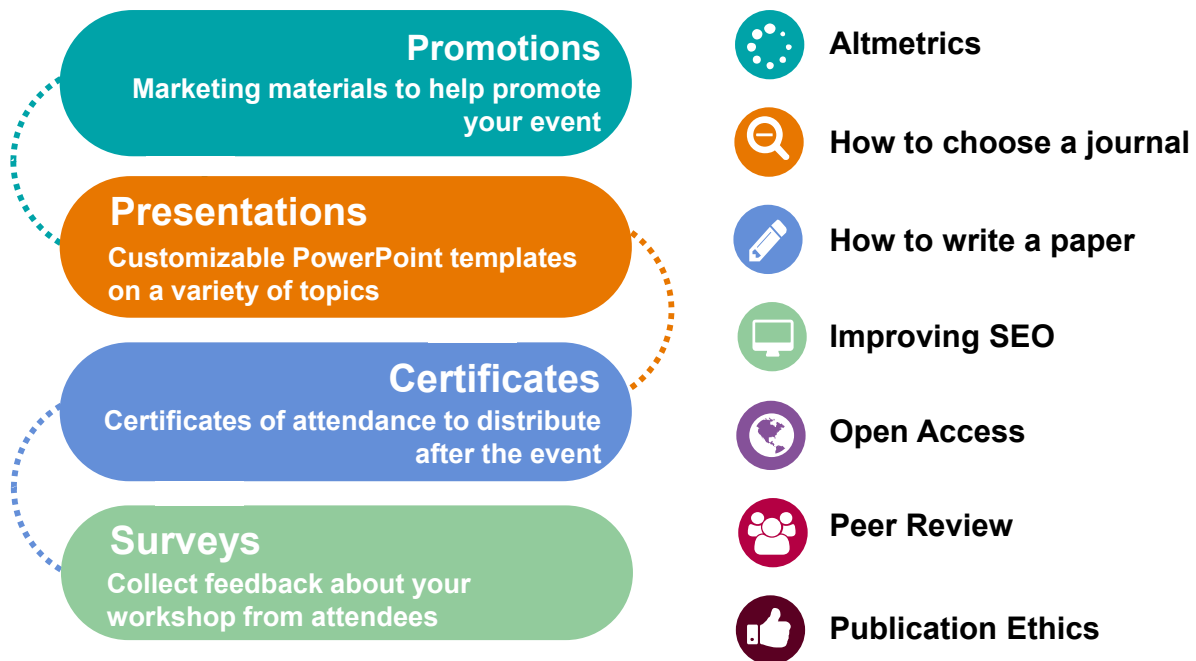 Promotions
Marketing materials to help promote
your event
Presentations
Customizable PowerPoint templates
on a variety of topics
Certificates
Certificates of attendance to distribute
after the event
Surveys
Collect feedback about your
workshop from attendees
Altmetrics
How to choose a journal
How to write a paper
Improving SEO
Open Access
Peer Review
Publication Ethics